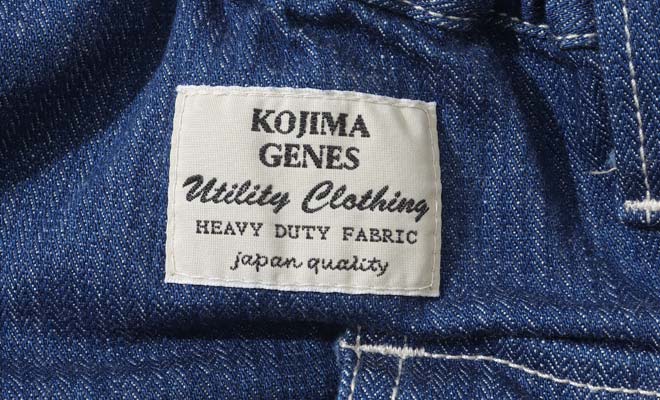 KOJIMA
GENES
Utility Clothing
HEAVY DUTY FABRIC
japan quality